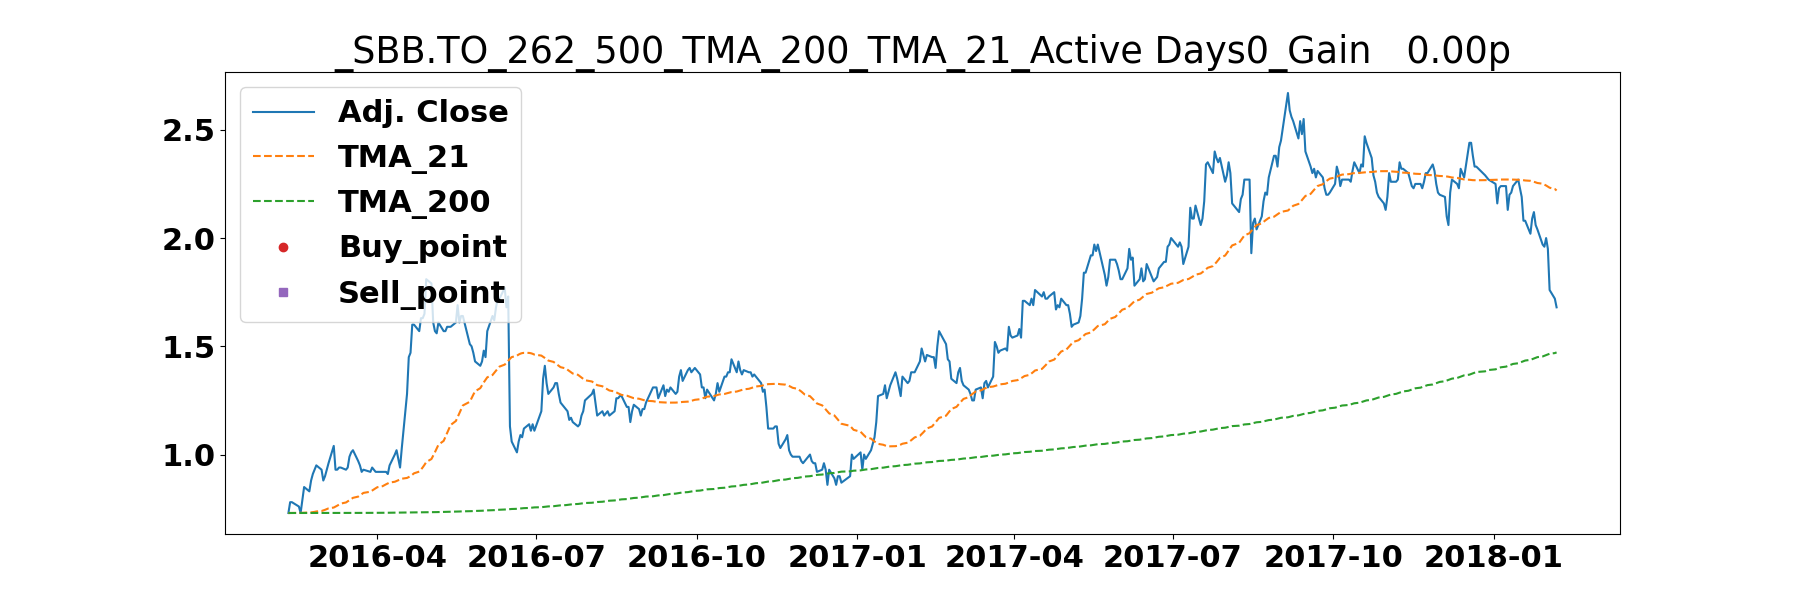 _SBB.TO_262_500_TMA_200_TMA_21_Active Days0_Gain   0.00p
Adj. Close
TMA_21
TMA_200
Buy_point
Sell_point
2.5
2.0
1.5
1.0
2016-04 2016-07 2016-10 2017-01 2017-04 2017-07 2017-10 2018-01